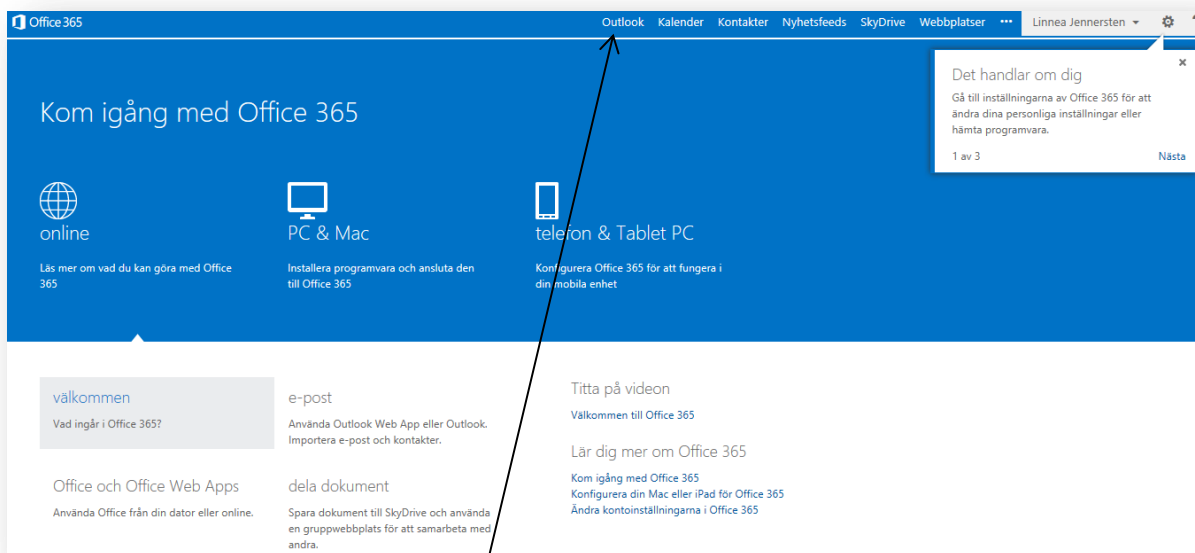 Office 365
Outlook Kalender Kontakter Nyhetsfeeds SkyDrive Webbplatser ••• Linnea Jennersten
Det handlar om dig
Gå till inställningarna av Office 365 för att
ändra dina personliga inställningar eller
hämta programvara.
1 av 3 Nästa
Kom igång med Office 365
online
Läs mer om vad du kan göra med Office
365
PC & Mac
Installera programvara och ansluta den
till Office 365
telefon & Tablet PC
Konfigurera Office 365 för att fungera i
din mobila enhet
välkommen
Vad ingår i Office 365?
e-post
Använda Outlook Web App eller Outlook.
Importera e-post och kontakter.
Office och Office Web Apps
Använda Office från din dator eller online.
dela dokument
Spara dokument till SkyDrive och använda
en gruppwebbplats för att samarbeta med
andra.
Titta på videon
Välkommen till Office 365
Lär dig mer om Office 365
Kom igång med Office 365
Konfigurera din Mac eller iPad för Office 365
Ändra kontoinställningarna i Office 365